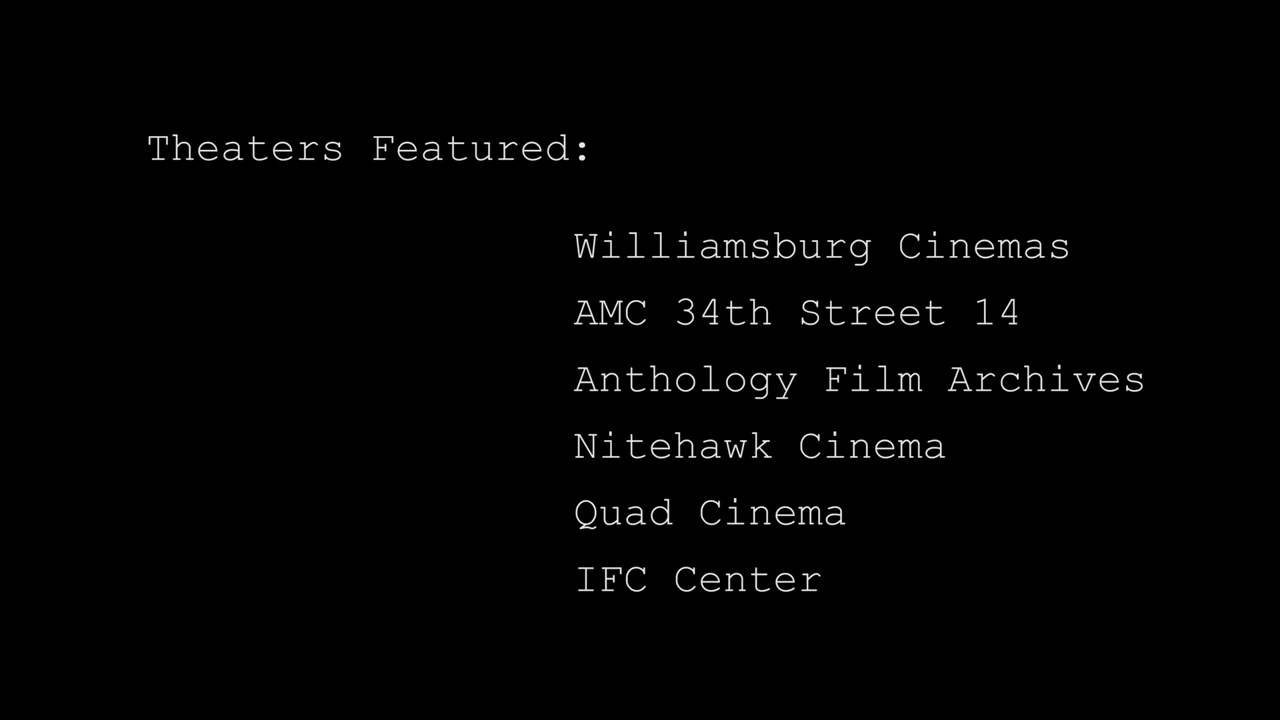 Theaters Featured:
Williamsburg Cinemas
AMC 34th Street 14
Anthology Film Archives
Nitehawk Cinema
Quad Cinema
IFC Center